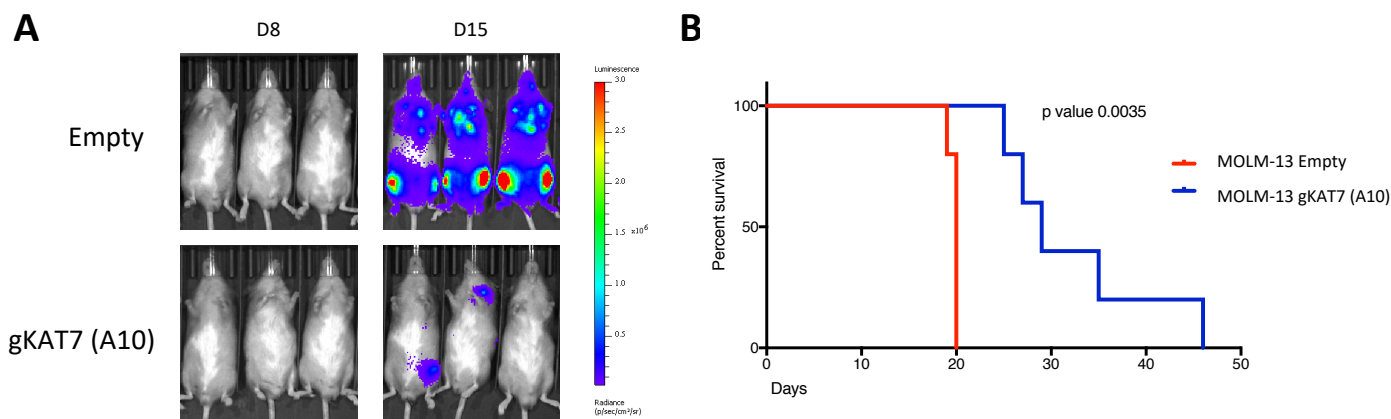 A
D8
D15
B
Empty
gKAT7 (A10)
Luminescence
3.0
2.5
2.0
1.5
x10⁶
1.0
0.5
Radiance
(p/sec/cm²/sr)
Percent survival
100
50
0
0
10
20
30
40
50
Days
p value 0.0035
MOLM-13 Empty
MOLM-13 gKAT7 (A10)